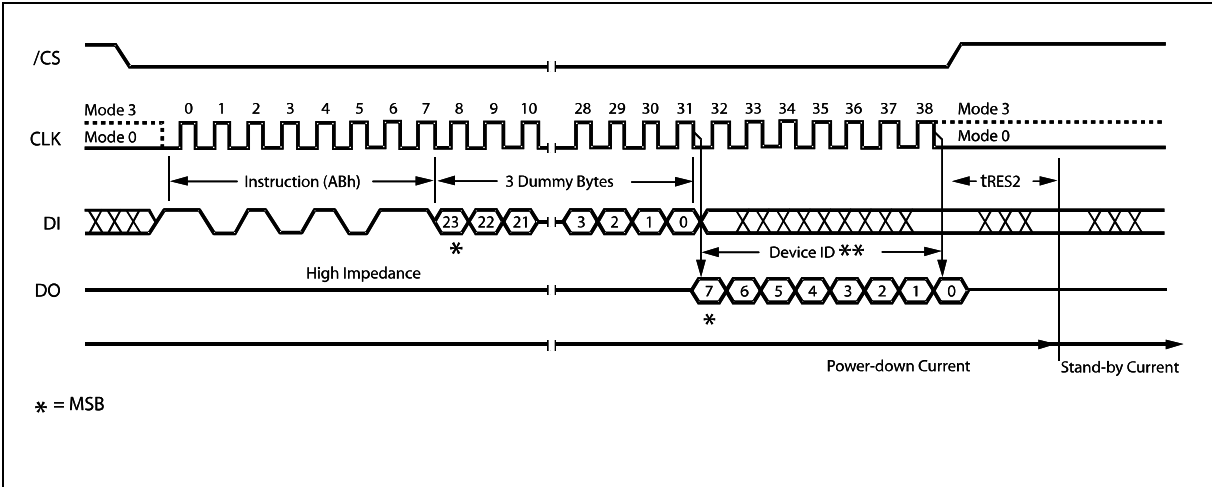 /CS
Mode 3 0 1 2 3 4 5 6 7 8 9 10 28 29 30 31 32 33 34 35 36 37 38 Mode 3
CLK Mode 0 Mode 0
Instruction (ABh) 3 Dummy Bytes tRES2
DI 23 22 21 3 2 1 0
* Device ID **
High Impedance
DO 7 6 5 4 3 2 1 0
*
Power-down Current Stand-by Current
* = MSB